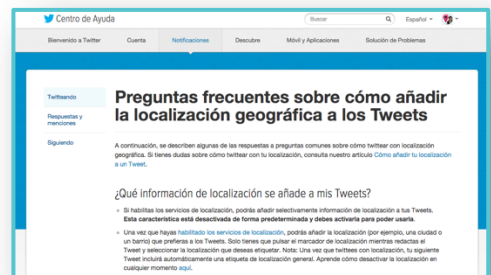 Centro de Ayuda
Buscar
Español
Bienvenido a Twitter
Cuenta
Notificaciones
Descubre
Móvil y Aplicaciones
Solución de Problemas
Twitteando
Respuestas y
menciones
Siguiendo
Preguntas frecuentes sobre cómo añadir
la localización geográfica a los Tweets
A continuación, se describen algunas de las respuestas a preguntas comunes sobre cómo twittear con localización
geográfica. Si tienes dudas sobre cómo twittear con tu localización, consulta nuestro artículo Cómo añadir tu localización
a un Tweet.
¿Qué información de localización se añade a mis Tweets?
Si habilitas los servicios de localización, podrás añadir selectivamente información de localización a tus Tweets.
Esta característica está desactivada de forma predeterminada y debes activarla para poder usarla.
Una vez que hayas habilitado los servicios de localización, podrás añadir la localización (por ejemplo, una ciudad o
un barrio) que prefieras a los Tweets. Solo tienes que pulsar el marcador de localización mientras redactas el
Tweet y seleccionar la localización que deseas etiquetar. Nota: Una vez que twittees con localización, tu siguiente
Tweet incluirá automáticamente una etiqueta de localización general. Aprende cómo desactivar la localización en
cualquier momento aquí.